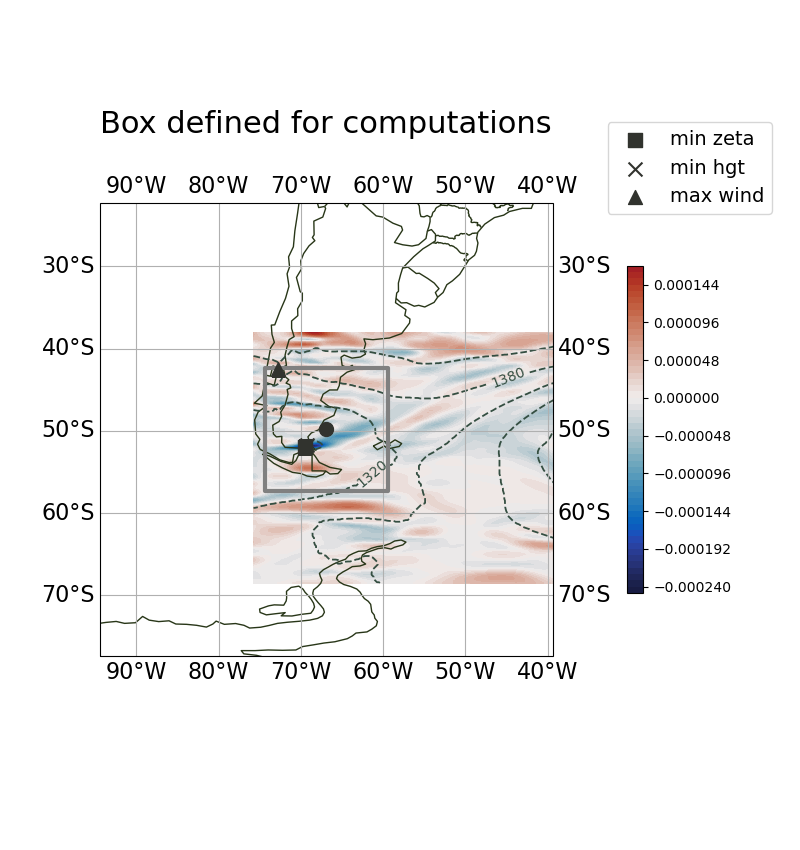 Box defined for computations
min zeta
min hgt
max wind
90°W 80°W 70°W 60°W 50°W 40°W
30°S 30°S
40°S 40°S
50°S 50°S
60°S 60°S
70°S 70°S
1380
1320
90°W 80°W 70°W 60°W 50°W 40°W
0.000144
0.000096
0.000048
0.000000
−0.000048
−0.000096
−0.000144
−0.000192
−0.000240